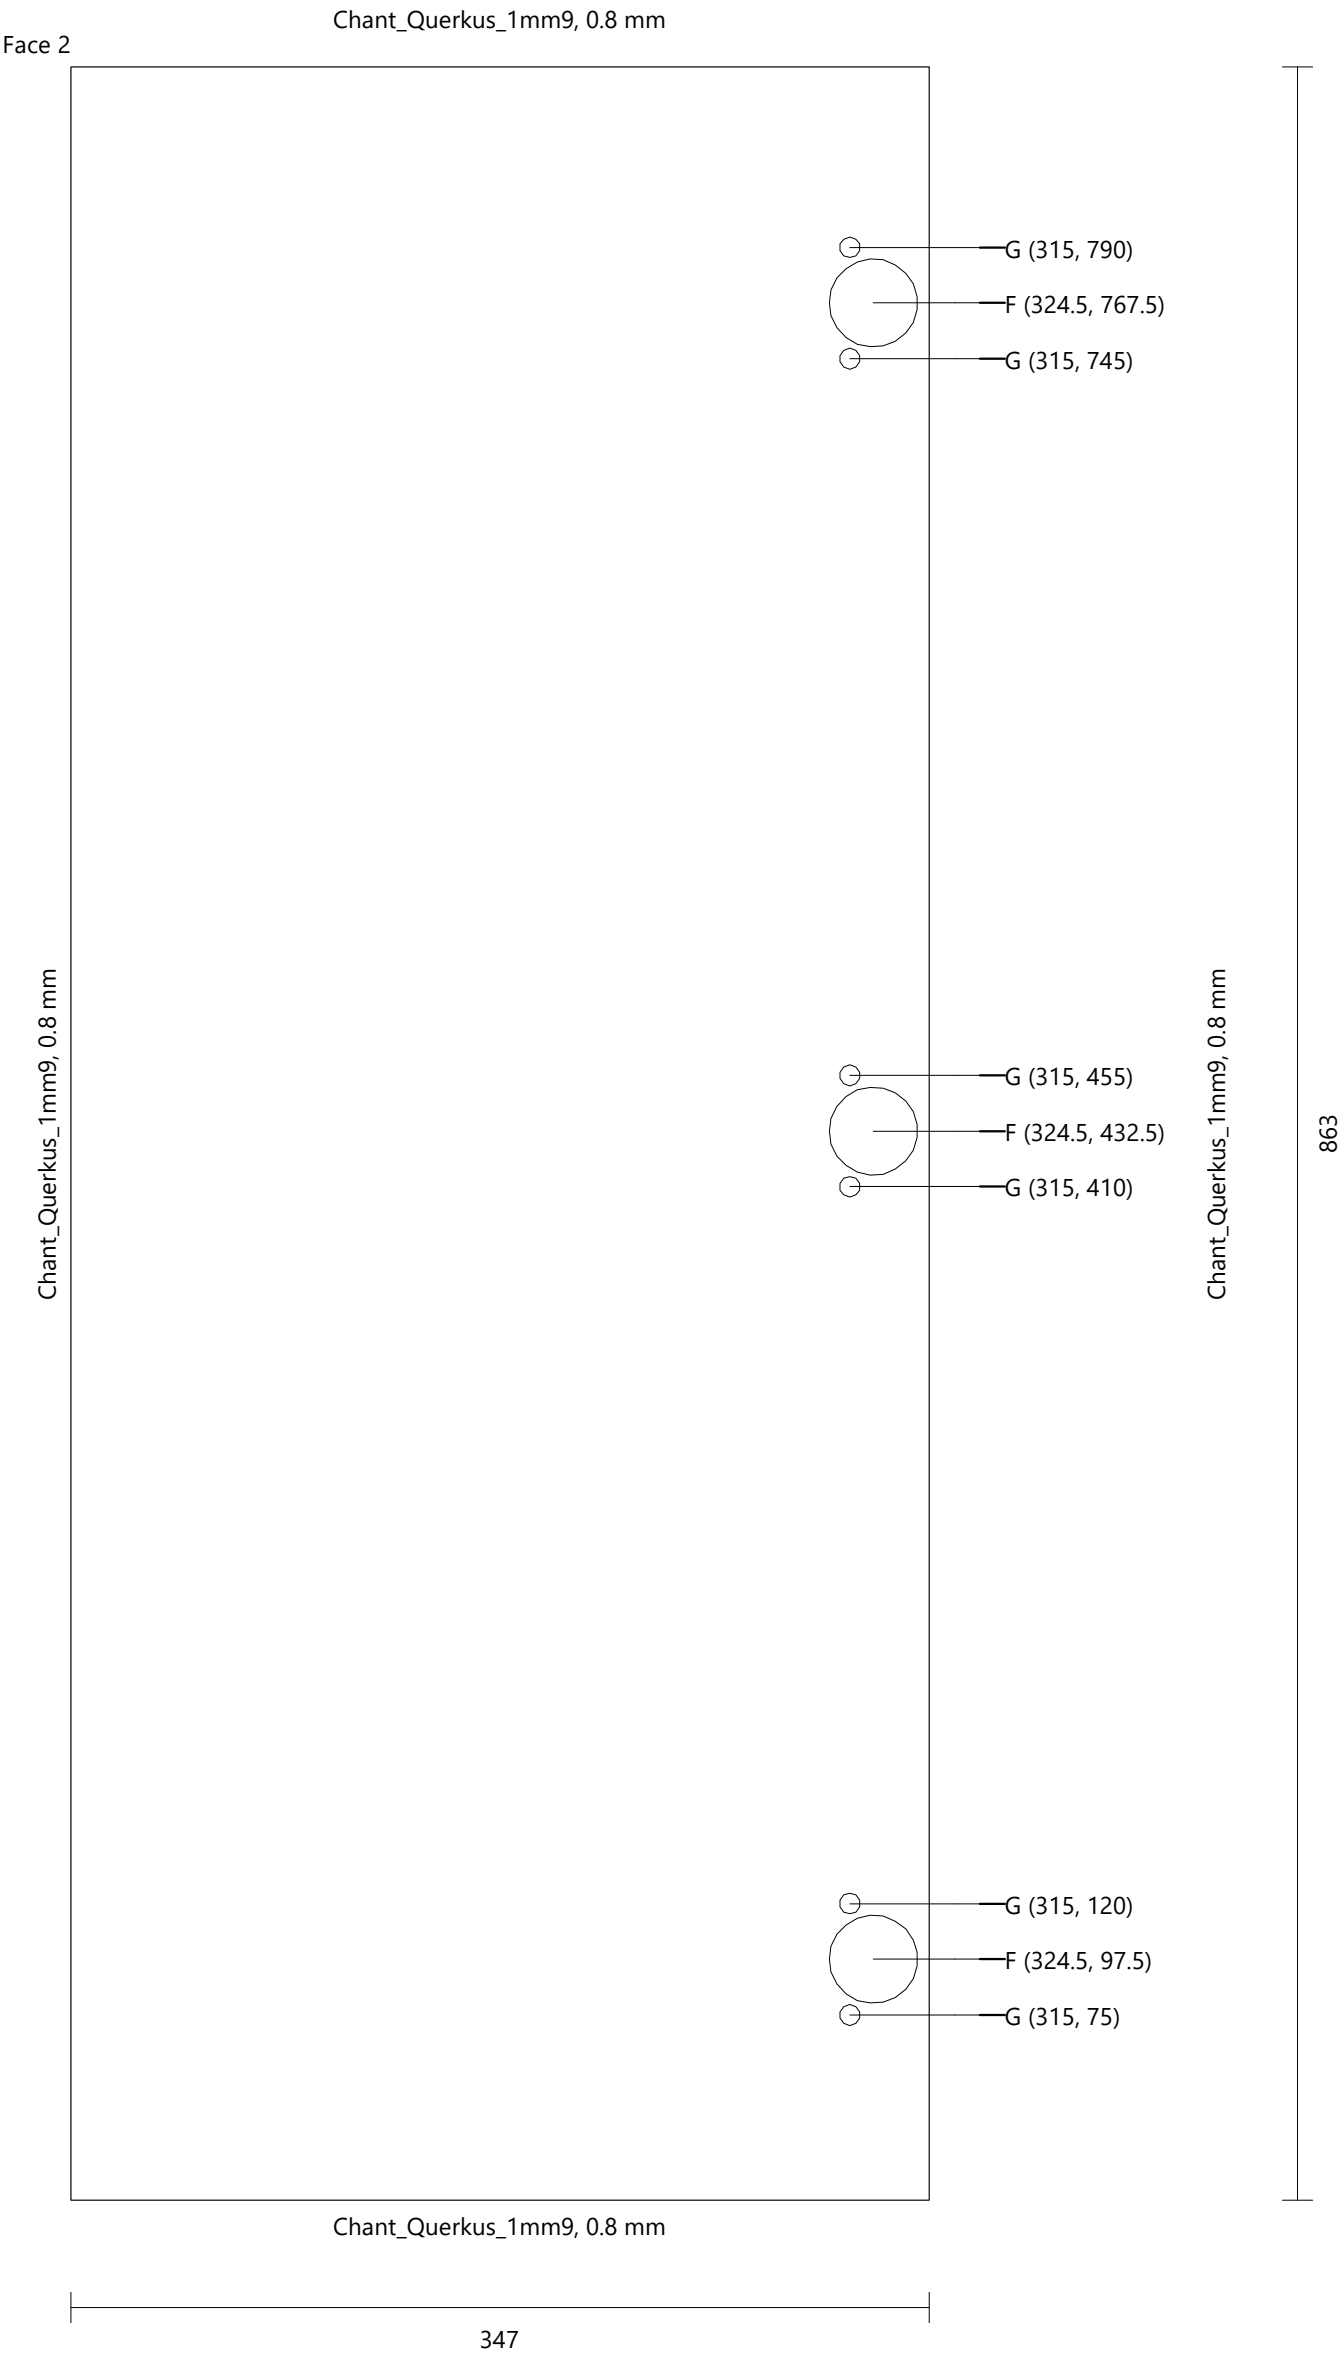 Chant_Querkus_1mm9, 0.8 mm
Face 2
G (315, 790)
F (324.5, 767.5)
G (315, 745)
Chant_Querkus_1mm9, 0.8 mm
G (315, 455)
F (324.5, 432.5)
G (315, 410)
Chant_Querkus_1mm9, 0.8 mm
863
G (315, 120)
F (324.5, 97.5)
G (315, 75)
Chant_Querkus_1mm9, 0.8 mm
347